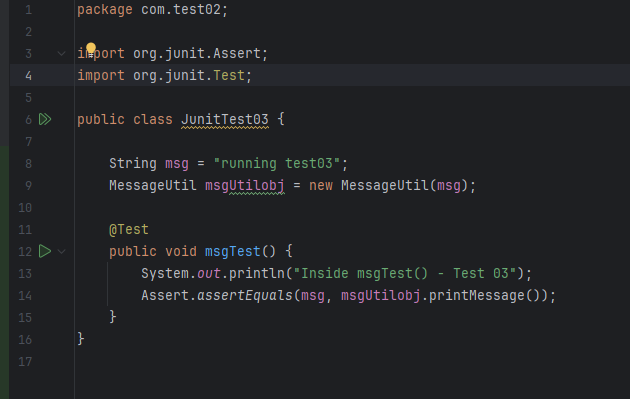 1 package com.test02;
2
3 import org.junit.Assert;
4 import org.junit.Test;
5
6 public class JunitTest03 {
7
8 String msg = "running test03";
9 MessageUtil msgUtilobj = new MessageUtil(msg);
10
11 @Test
12 public void msgTest() {
13 System.out.println("Inside msgTest() - Test 03");
14 Assert.assertEquals(msg, msgUtilobj.printMessage());
15 }
16 }
17